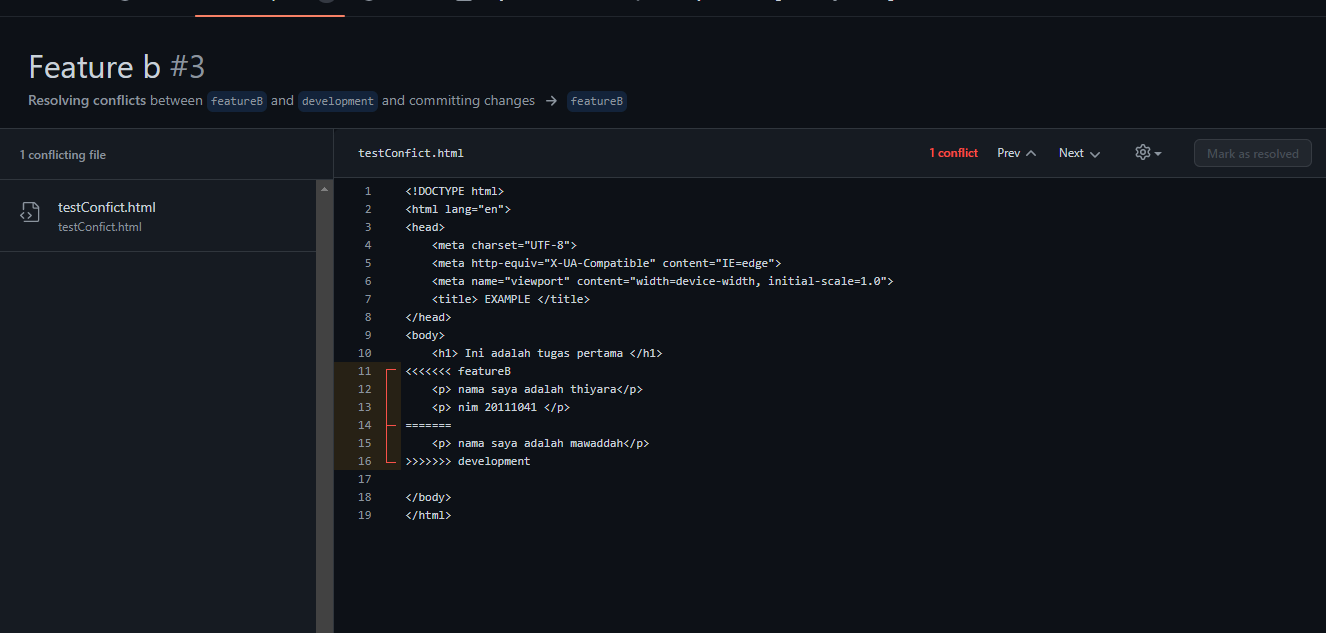 Feature b #3
Resolving conflicts between featureB and development and committing changes → featureB
1 conflicting file
testConfict.html
testConfict.html
testConfict.html
1 conflict Prev Next Mark as resolved
1 <!DOCTYPE html>
2 <html lang="en">
3 <head>
4     <meta charset="UTF-8">
5     <meta http-equiv="X-UA-Compatible" content="IE=edge">
6     <meta name="viewport" content="width=device-width, initial-scale=1.0">
7     <title> EXAMPLE </title>
8 </head>
9 <body>
10     <h1> Ini adalah tugas pertama </h1>
11 <<<<<<< featureB
12     <p> nama saya adalah thiyara</p>
13     <p> nim 20111041 </p>
14 =======
15     <p> nama saya adalah mawaddah</p>
16 >>>>>>> development
17
18 </body>
19 </html>